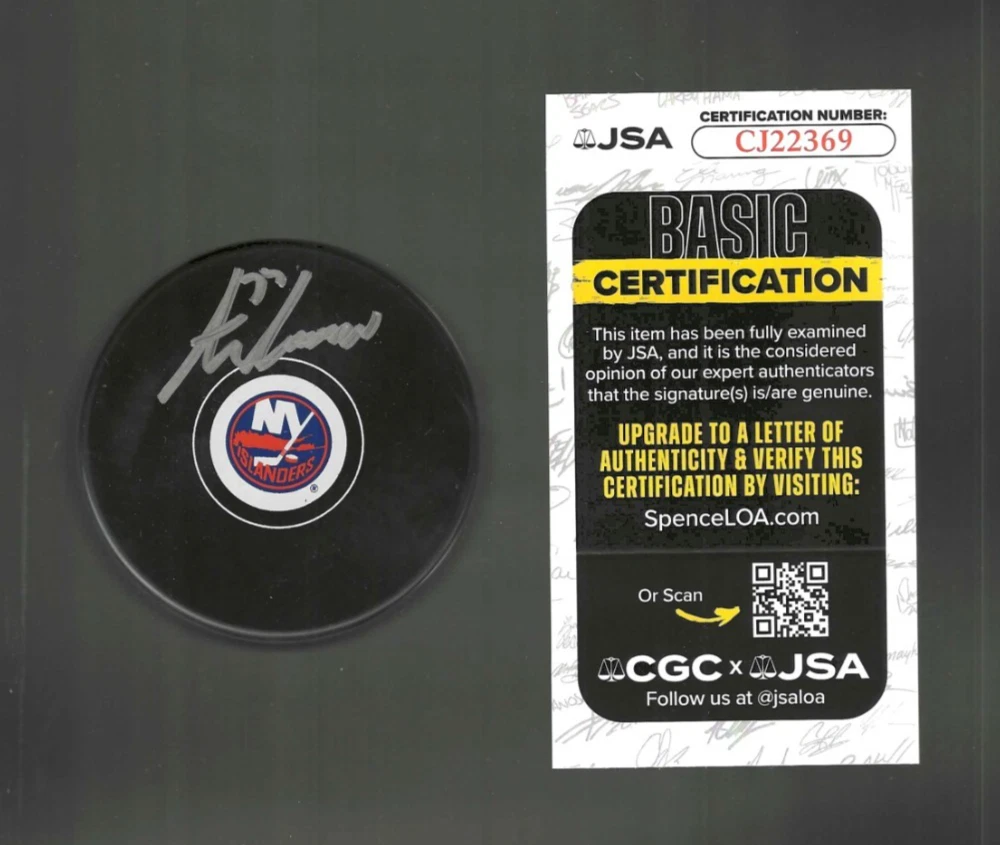 NY
ISLANDERS
®
JSA
CERTIFICATION NUMBER:
CJ22369
BASIC
CERTIFICATION
This item has been fully examined
by JSA, and it is the considered
opinion of our expert authenticators
that the signature(s) is/are genuine.
UPGRADE TO A LETTER OF
AUTHENTICITY & VERIFY THIS
CERTIFICATION BY VISITING:
SpenceLOA.com
Or Scan
CGC x JSA
Follow us at @jsaloa